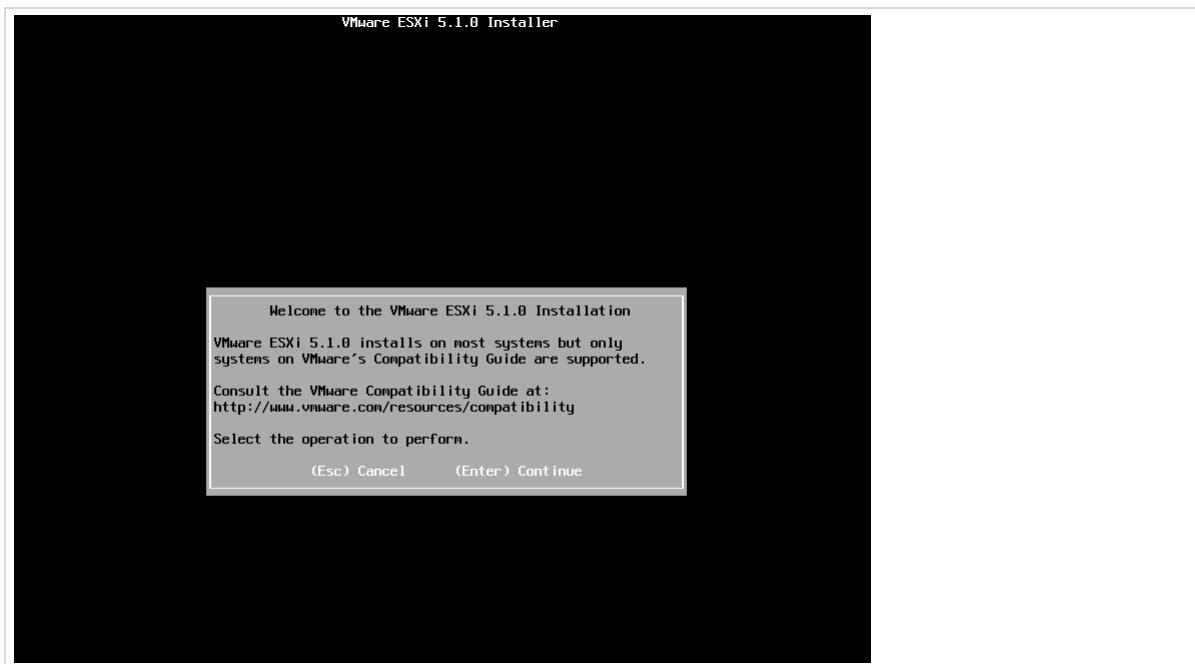 VMware ESXi 5.1.0 Installer
Welcome to the VMware ESXi 5.1.0 Installation
VMware ESXi 5.1.0 installs on most systems but only
systems on VMware's Compatibility Guide are supported.
Consult the VMware Compatibility Guide at:
http://www.vmware.com/resources/compatibility
Select the operation to perform.
(Esc) Cancel (Enter) Continue